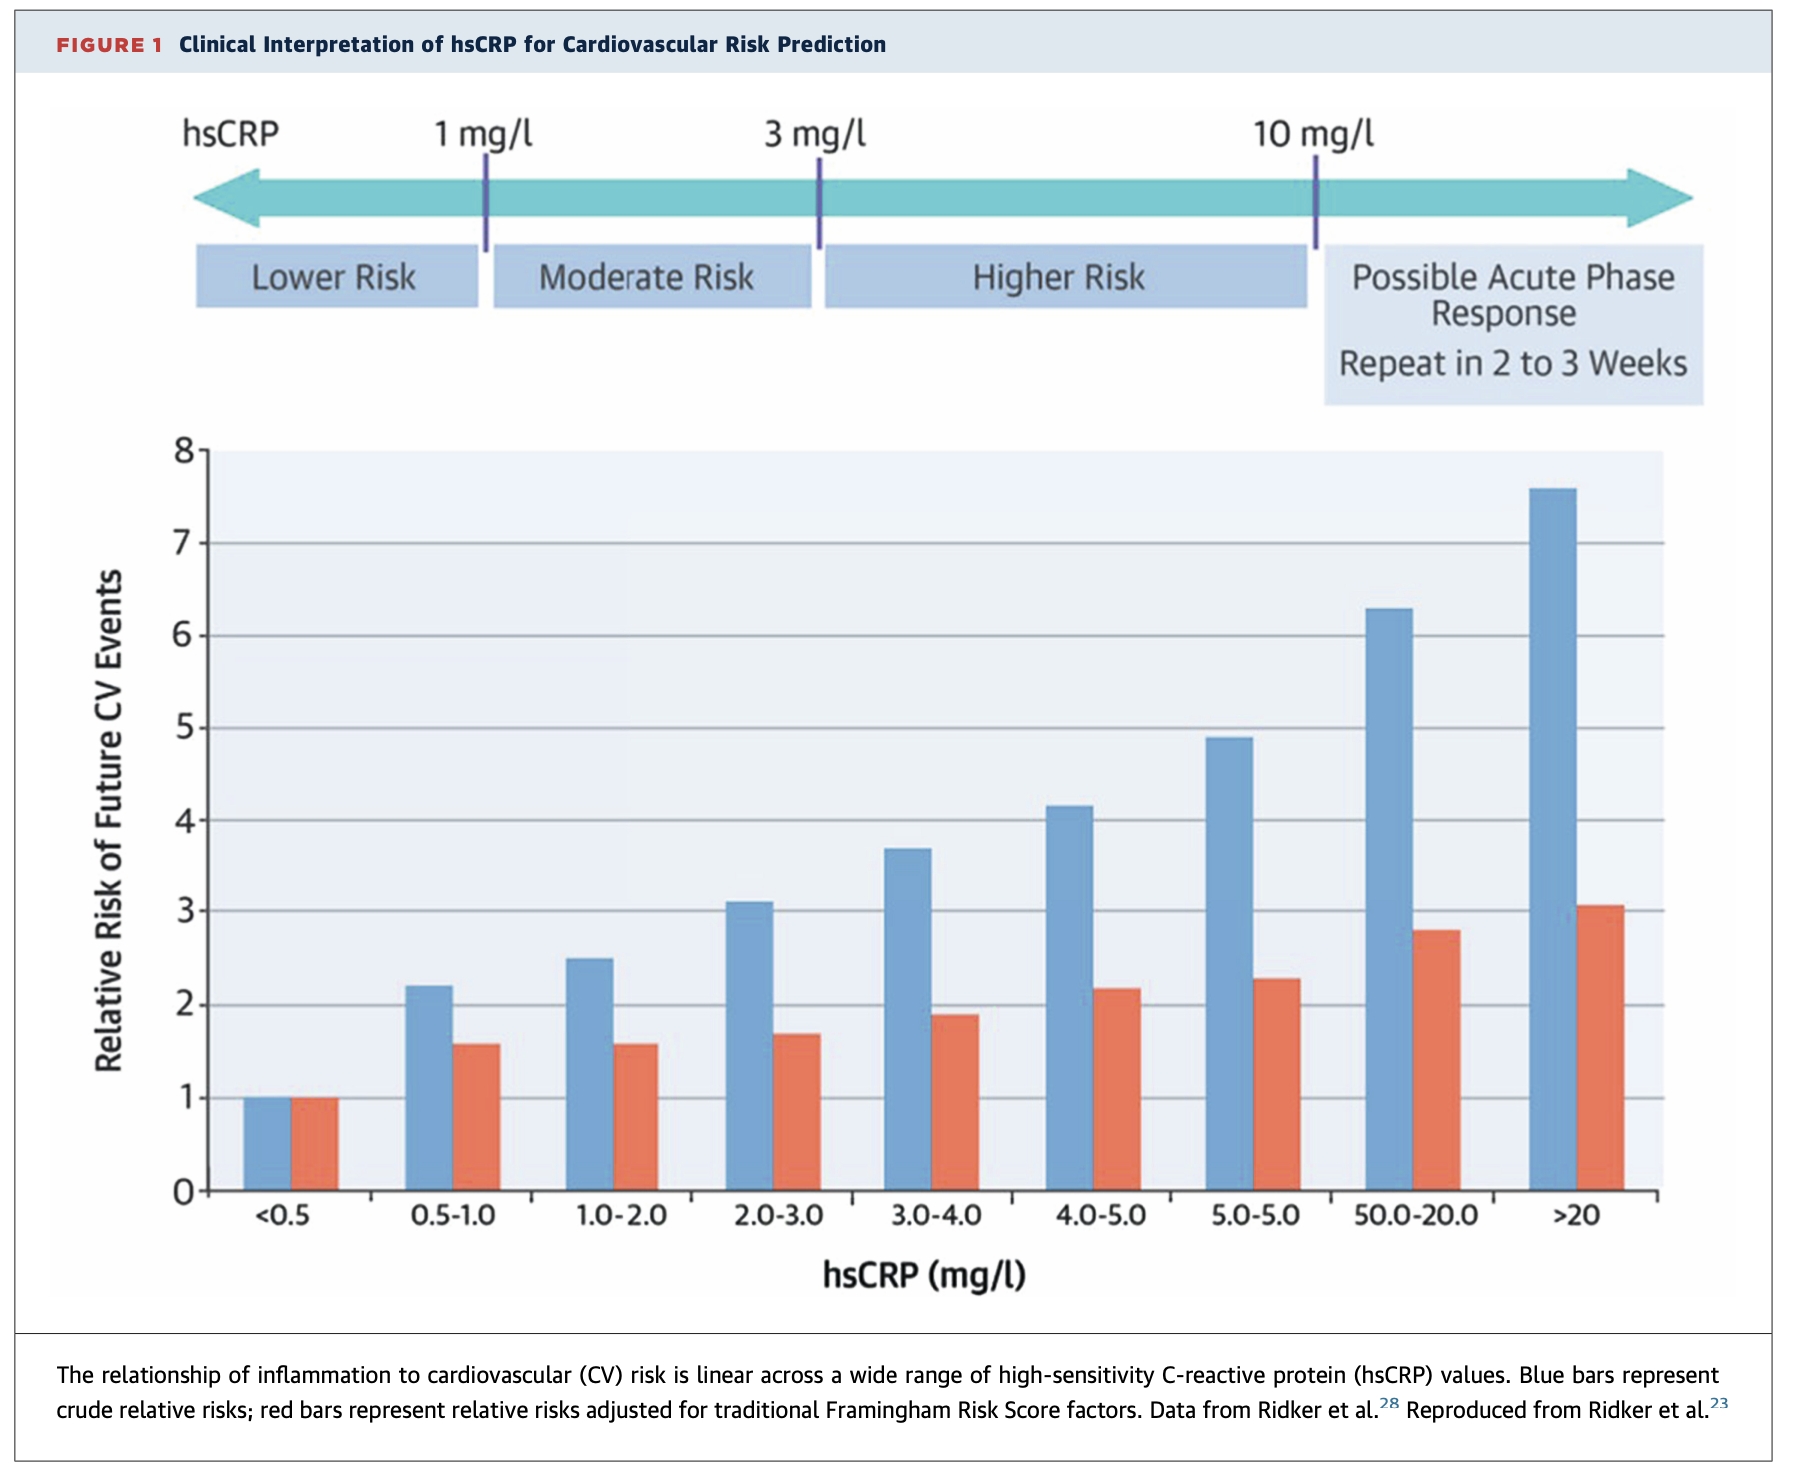 FIGURE 1 Clinical Interpretation of hsCRP for Cardiovascular Risk Prediction
hsCRP 1 mg/l 3 mg/l 10 mg/l
Lower Risk Moderate Risk Higher Risk Possible Acute Phase
Response
Repeat in 2 to 3 Weeks
8
7
6
5
4
3
2
1
0
Relative Risk of Future CV Events
<0.5 0.5-1.0 1.0-2.0 2.0-3.0 3.0-4.0 4.0-5.0 5.0-5.0 50.0-20.0 >20
hsCRP (mg/l)
The relationship of inflammation to cardiovascular (CV) risk is linear across a wide range of high-sensitivity C-reactive protein (hsCRP) values. Blue bars represent
crude relative risks; red bars represent relative risks adjusted for traditional Framingham Risk Score factors. Data from Ridker et al.28 Reproduced from Ridker et al.23